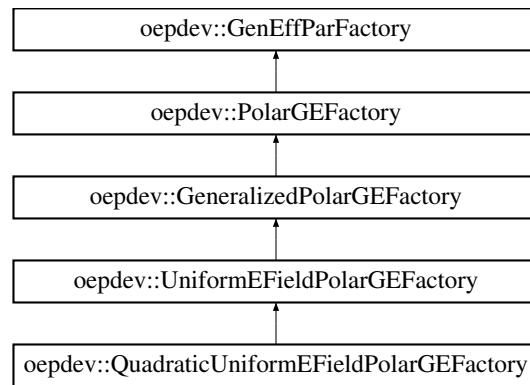 oepdev::GenEffParFactory
oepdev::PolarGEFactory
oepdev::GeneralizedPolarGEFactory
oepdev::UniformEFieldPolarGEFactory
oepdev::QuadraticUniformEFieldPolarGEFactory